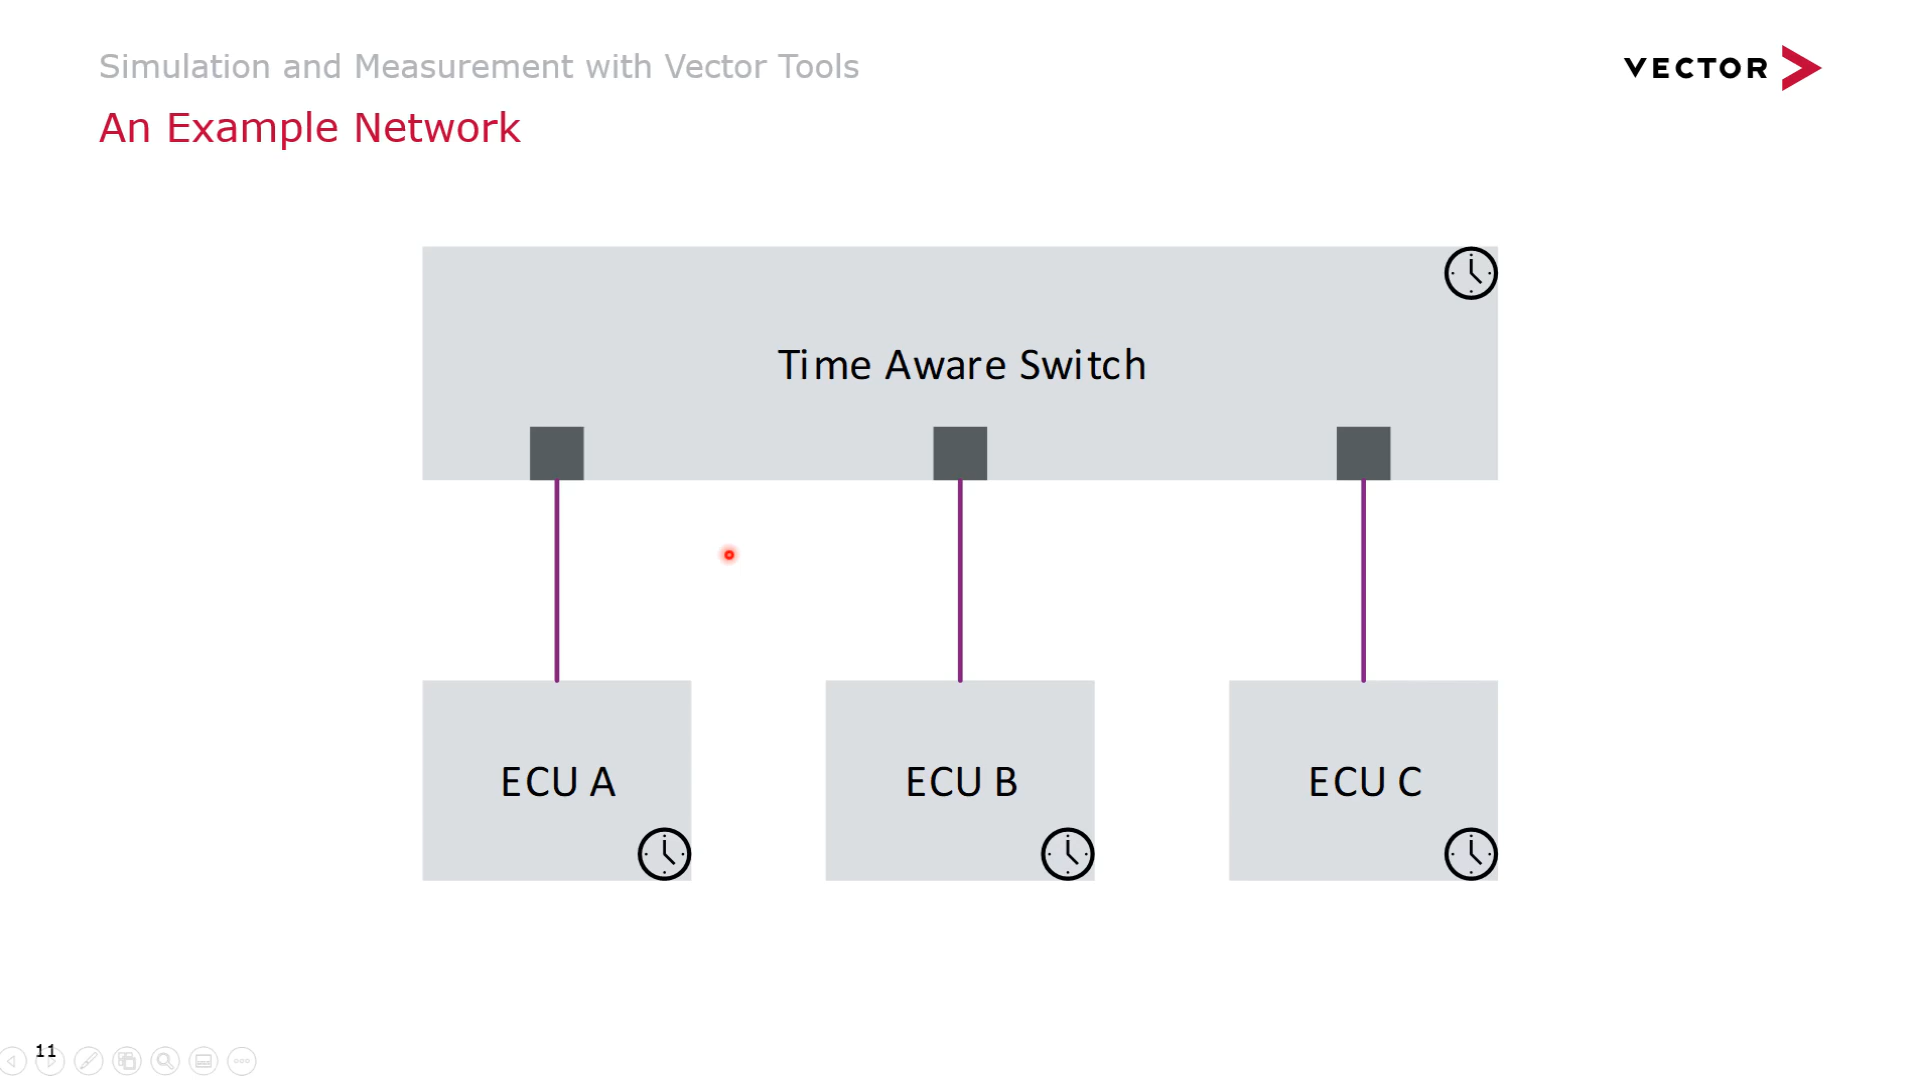 Simulation and Measurement with Vector Tools
VECTOR
An Example Network
Time Aware Switch
ECU A
ECU B
ECU C
11